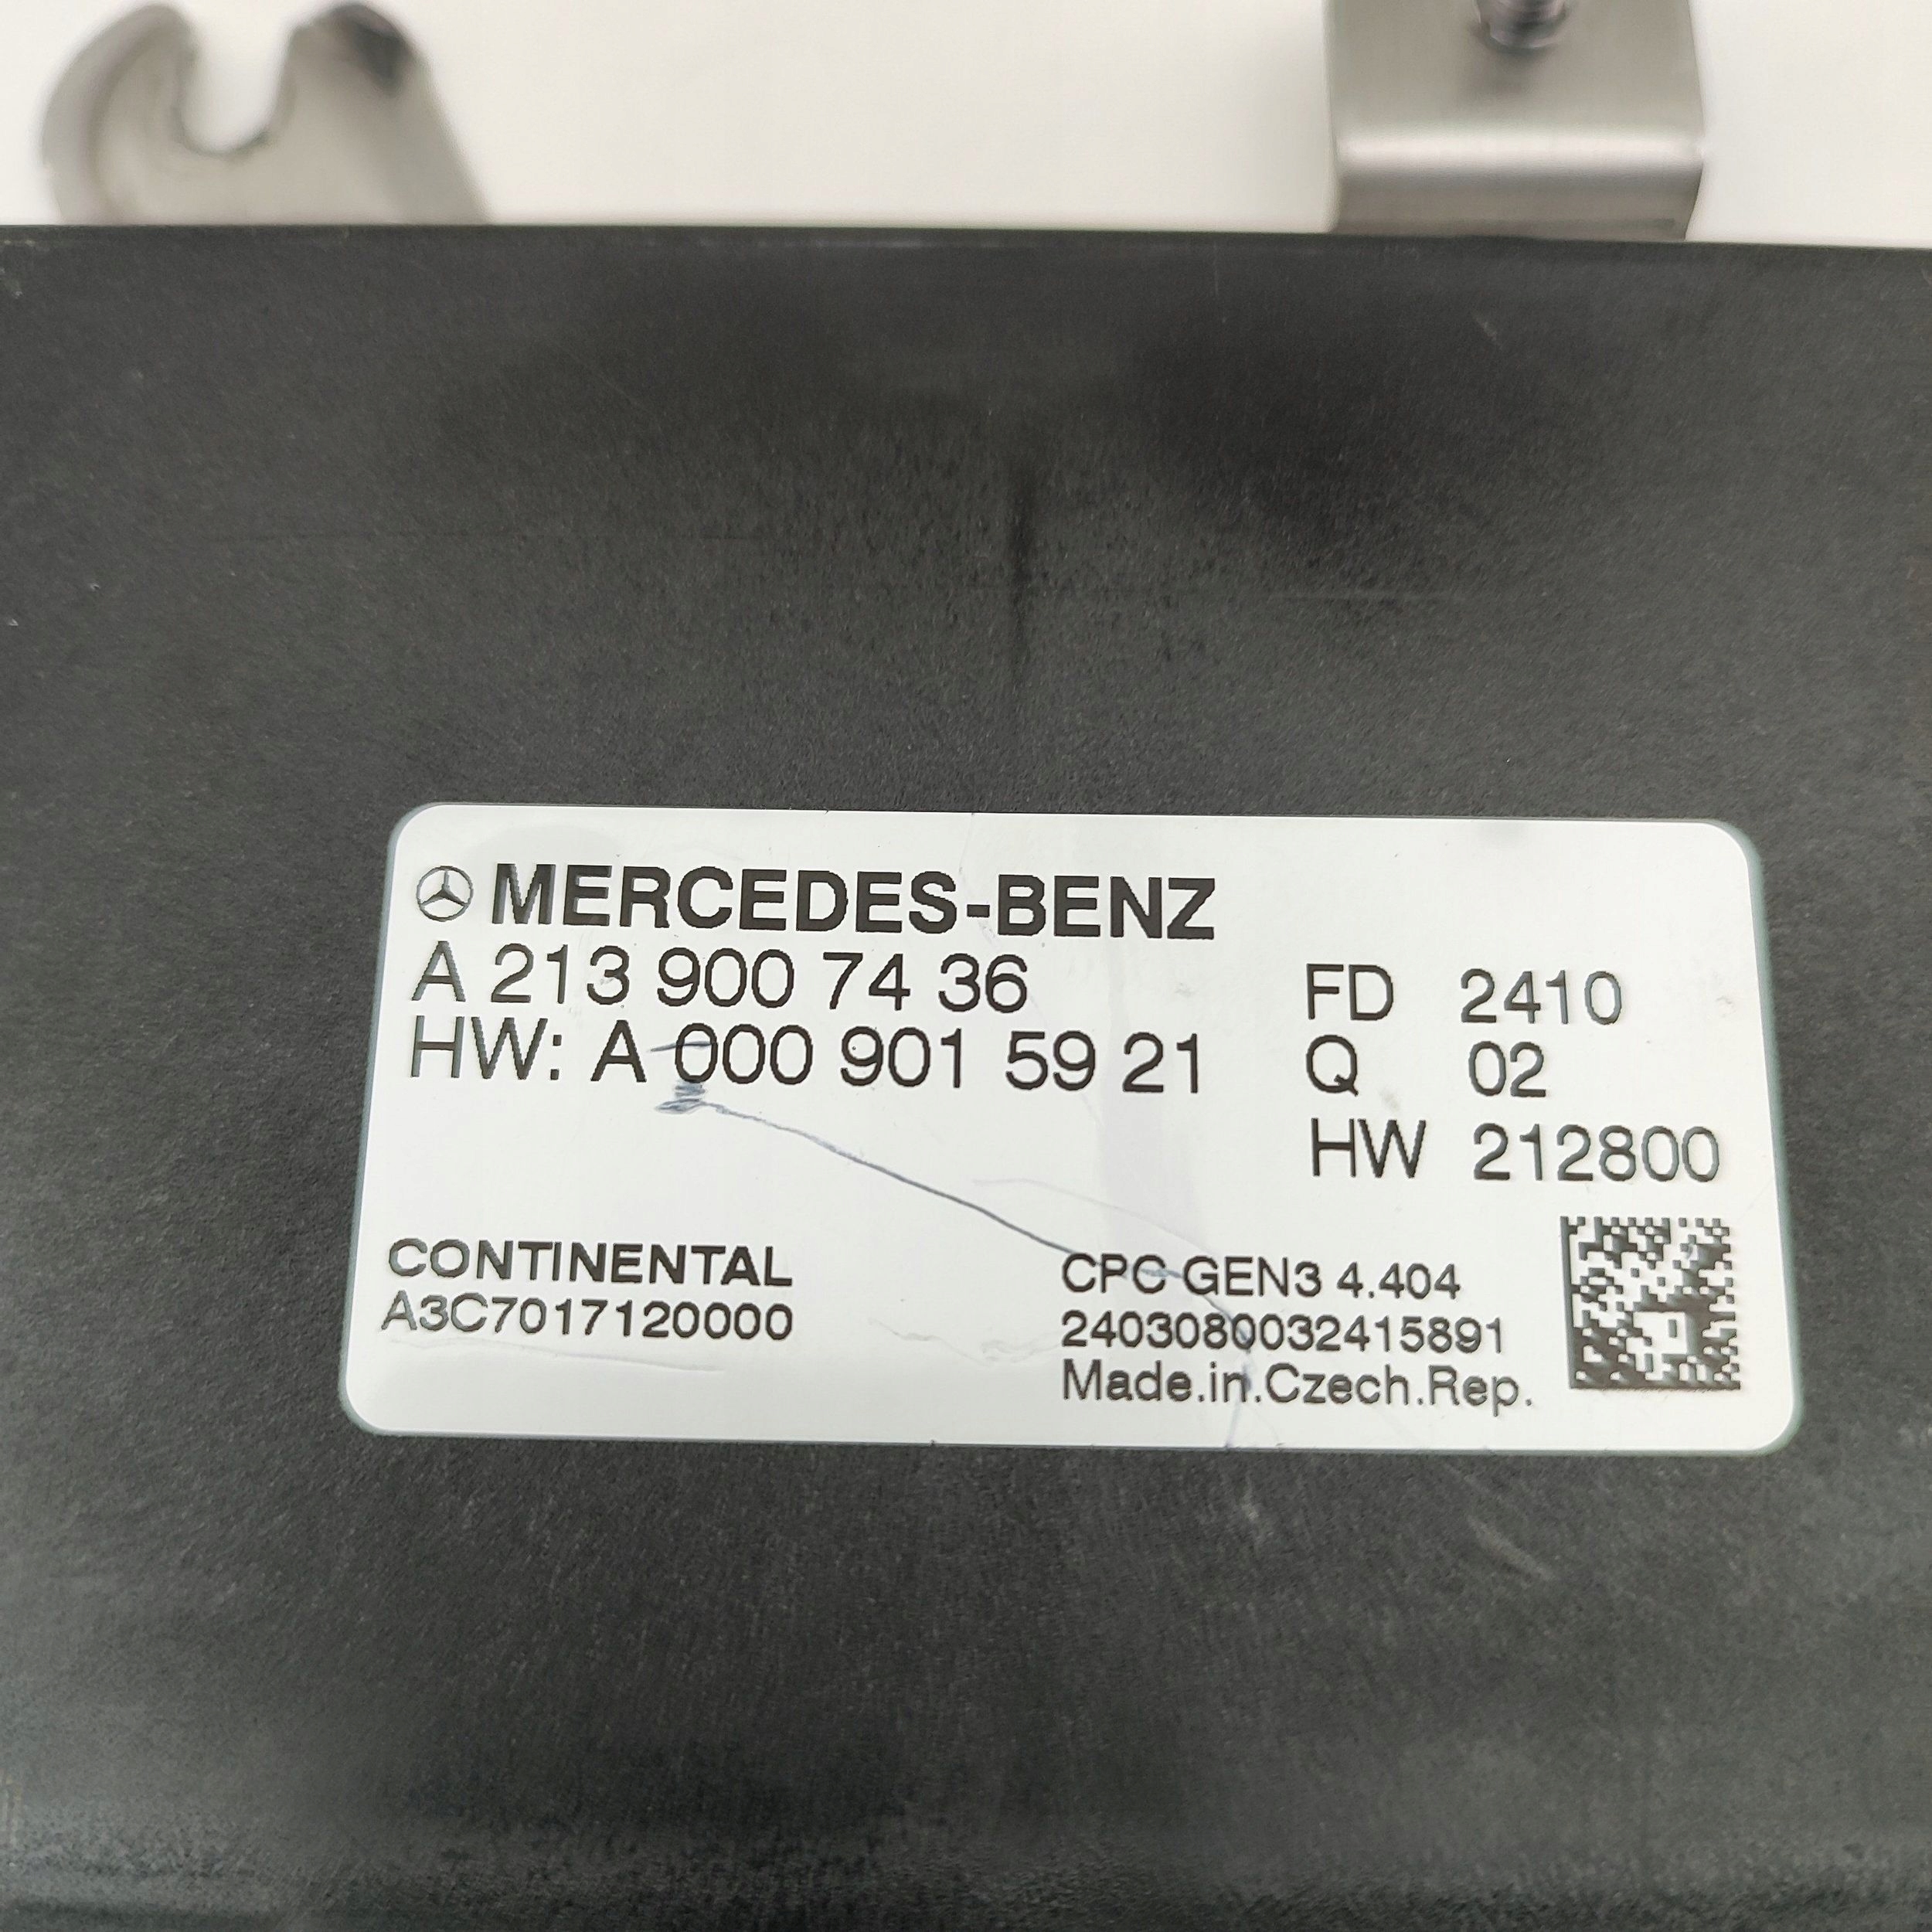 MERCEDES-BENZ
A 213 900 74 36
HW: A 000 901 59 21
FD 2410
Q 02
HW 212800
CONTINENTAL
A3C7017120000
CPC GEN3 4.404
2403080032415891
Made.in.Czech.Rep.